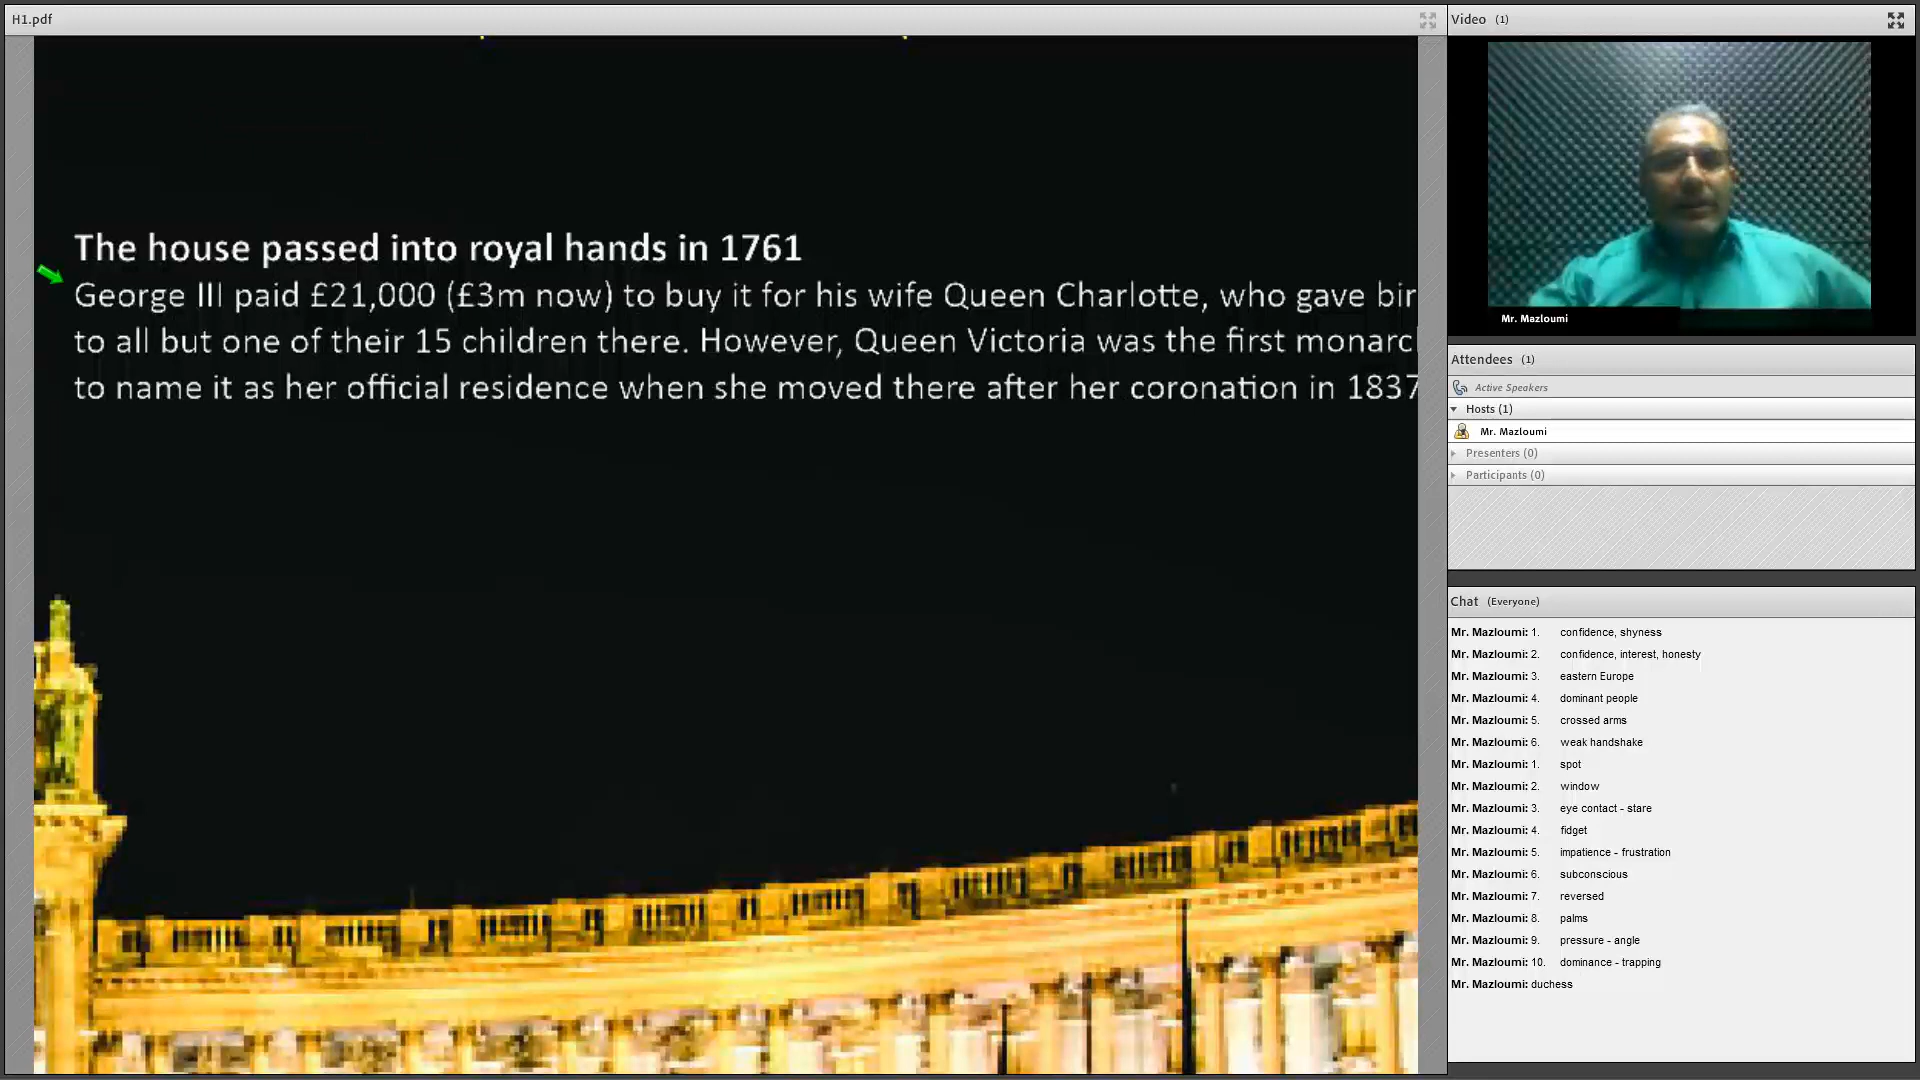 H1.pdf
The house passed into royal hands in 1761
George III paid £21,000 (£3m now) to buy it for his wife Queen Charlotte, who gave bir
to all but one of their 15 children there. However, Queen Victoria was the first monarc
to name it as her official residence when she moved there after her coronation in 1837
Video (1)
Mr. Mazloumi
Attendees (1)
Active Speakers
Hosts (1)
Mr. Mazloumi
Presenters (0)
Participants (0)
Chat (Everyone)
Mr. Mazloumi: 1. confidence, shyness
Mr. Mazloumi: 2. confidence, interest, honesty
Mr. Mazloumi: 3. eastern Europe
Mr. Mazloumi: 4. dominant people
Mr. Mazloumi: 5. crossed arms
Mr. Mazloumi: 6. weak handshake
Mr. Mazloumi: 1. spot
Mr. Mazloumi: 2. window
Mr. Mazloumi: 3. eye contact - stare
Mr. Mazloumi: 4. fidget
Mr. Mazloumi: 5. impatience - frustration
Mr. Mazloumi: 6. subconscious
Mr. Mazloumi: 7. reversed
Mr. Mazloumi: 8. palms
Mr. Mazloumi: 9. pressure - angle
Mr. Mazloumi: 10. dominance - trapping
Mr. Mazloumi: duchess